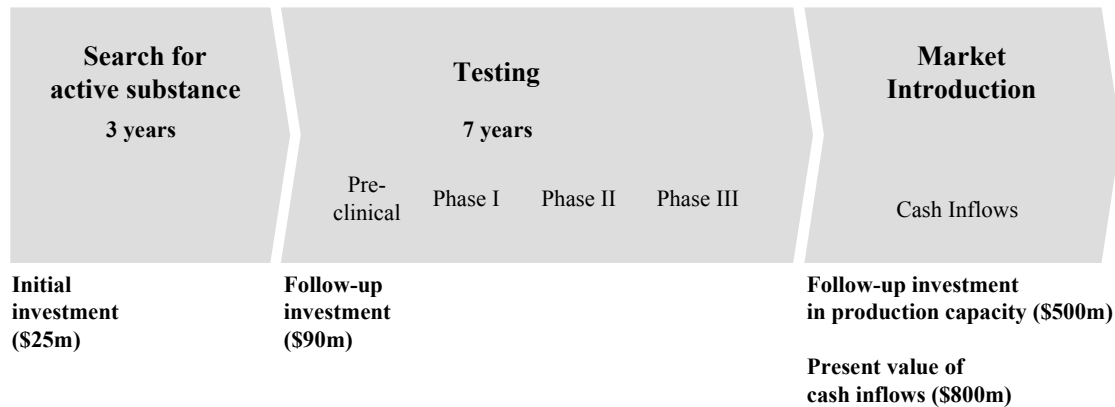 Search for
active substance
3 years
Testing
7 years
Pre-
clinical
Phase I
Phase II
Phase III
Market
Introduction
Cash Inflows
Initial
investment
($25m)
Follow-up
investment
($90m)
Follow-up investment
in production capacity ($500m)
Present value of
cash inflows ($800m)